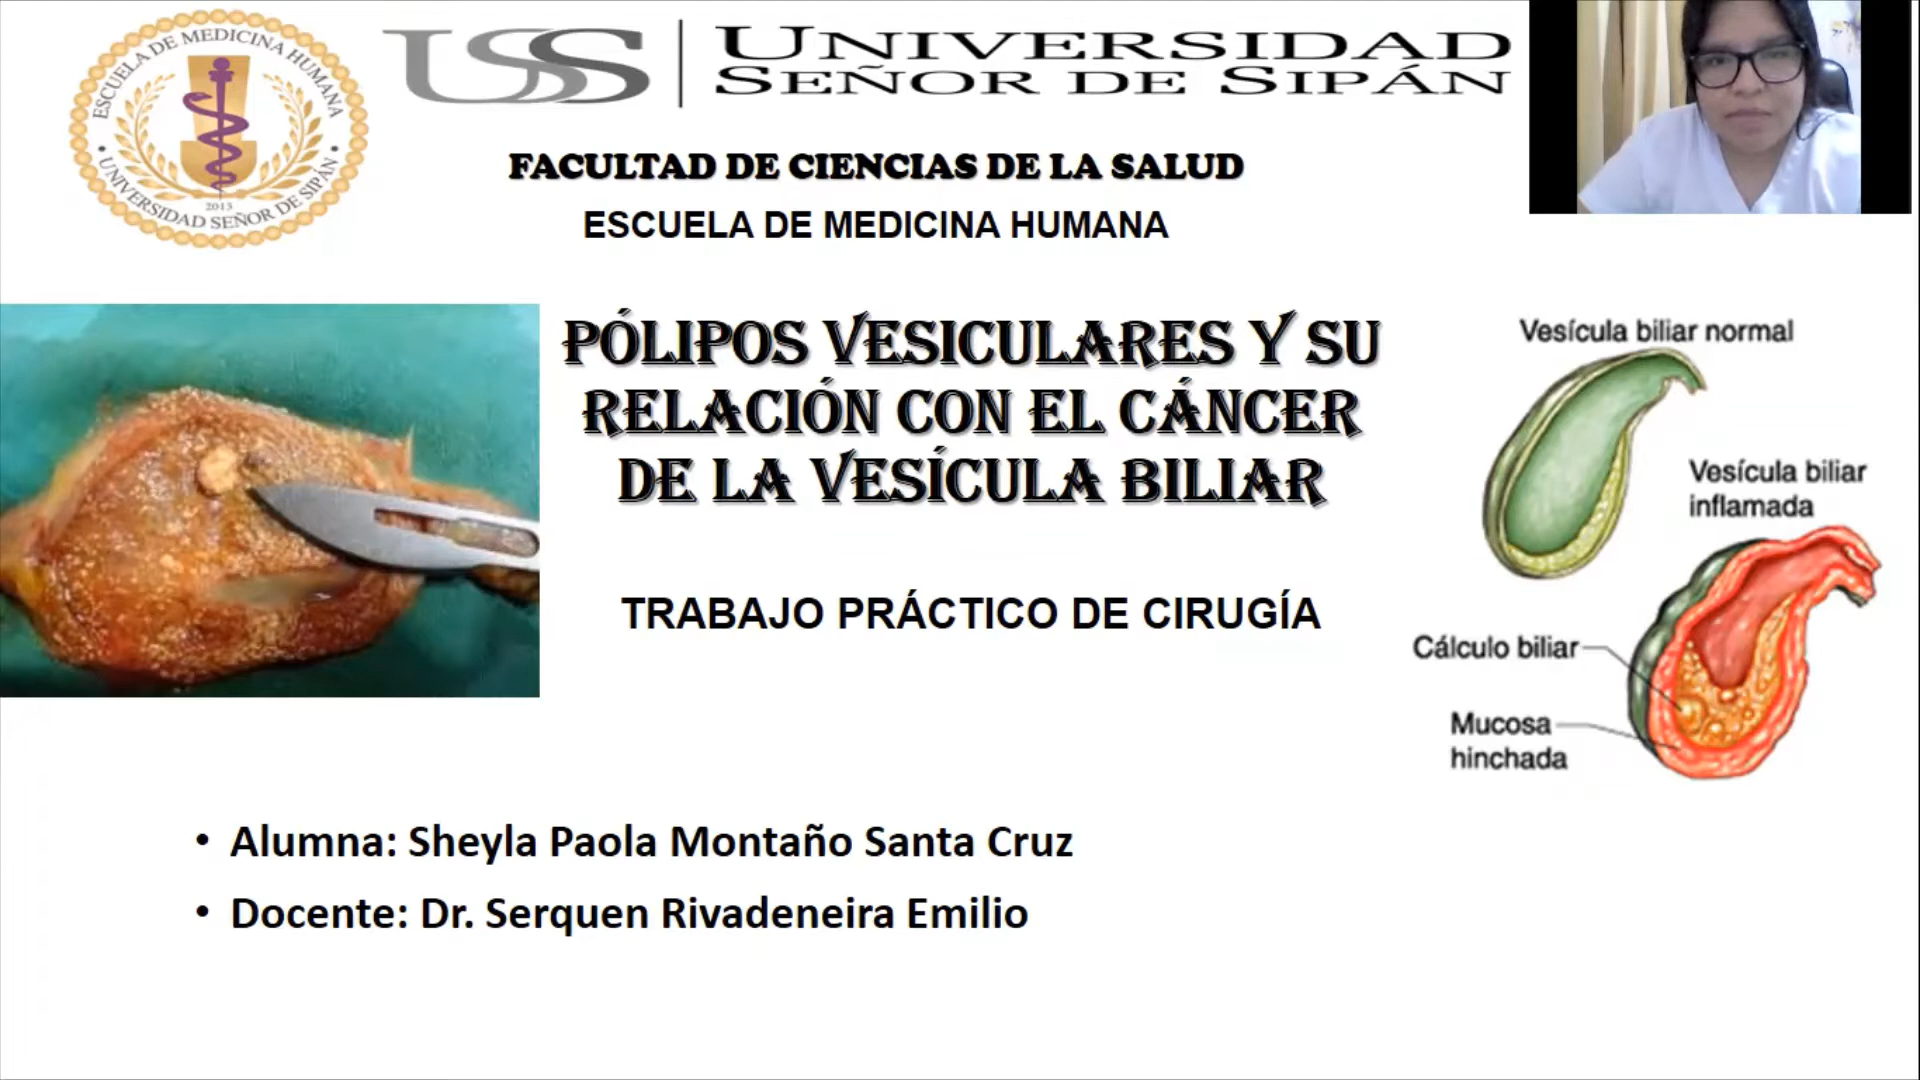 ESCUELA DE MEDICINA HUMANA
2013
• UNIVERSIDAD SEÑOR DE SIPÁN •
USS
UNIVERSIDAD
SEÑOR DE SIPÁN
FACULTAD DE CIENCIAS DE LA SALUD
ESCUELA DE MEDICINA HUMANA
PÓLIPOS VESICULARES Y SU
RELACIÓN CON EL CÁNCER
DE LA VESÍCULA BILIAR
TRABAJO PRÁCTICO DE CIRUGÍA
Vesícula biliar normal
Vesícula biliar
inflamada
Cálculo biliar
Mucosa
hinchada
• Alumna: Sheyla Paola Montaño Santa Cruz
• Docente: Dr. Serquen Rivadeneira Emilio